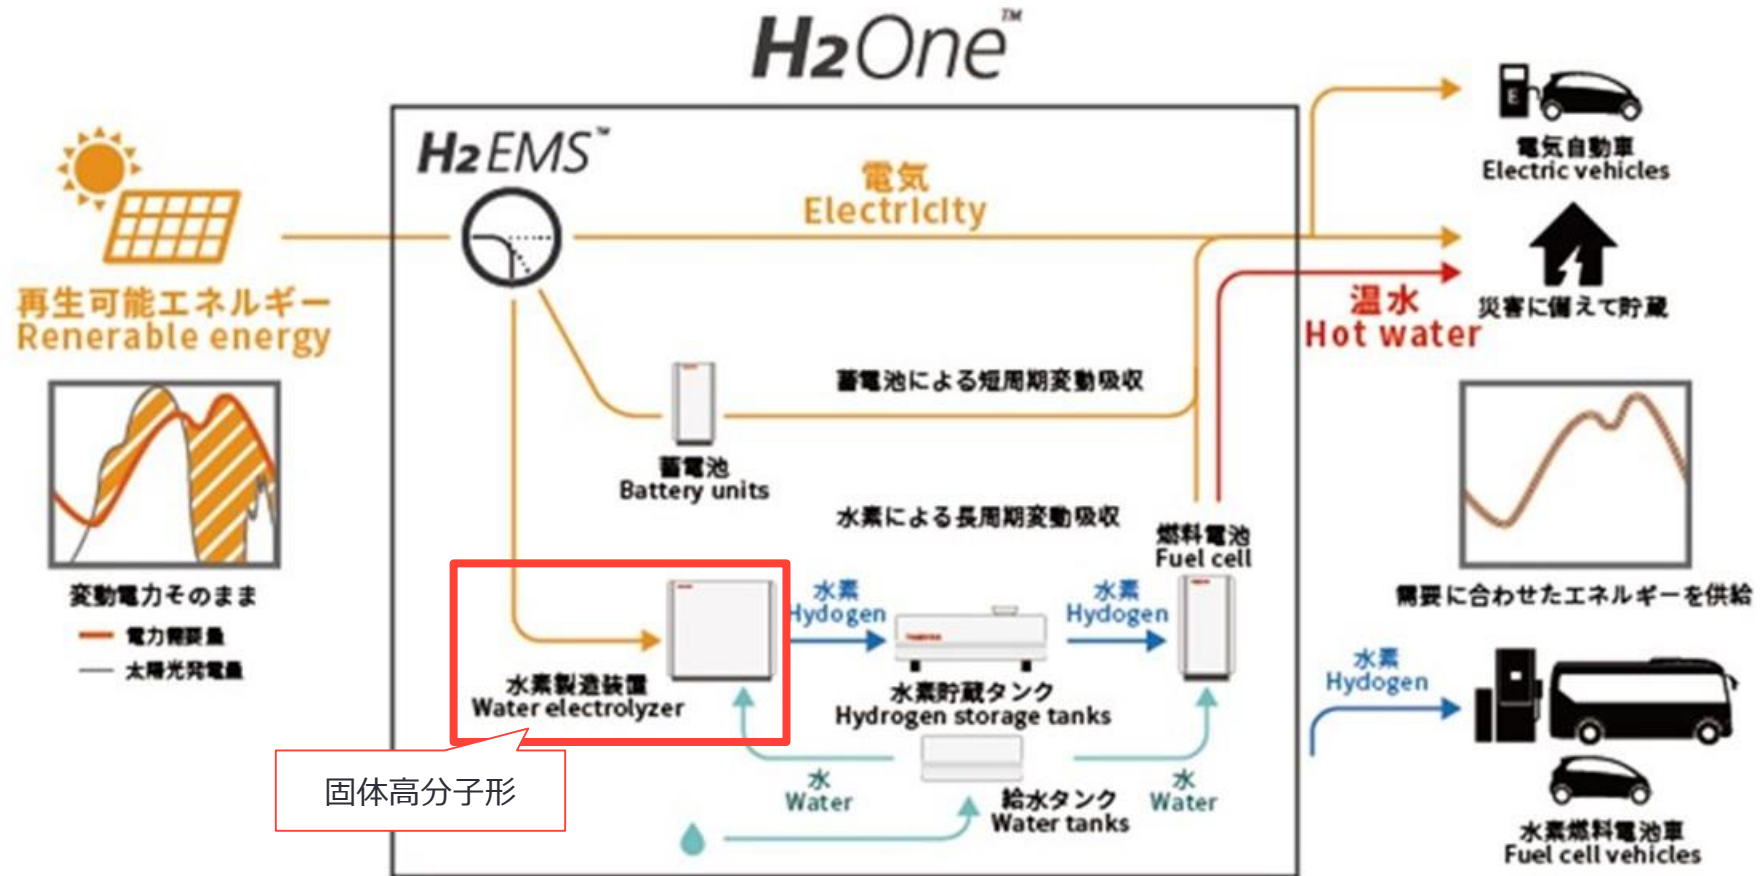 H2One™
H2EMS™
電気
Electricity
電気自動車
Electric vehicles
再生可能エネルギー
Renerable energy
温水
Hot water
災害に備えて貯蔵
蓄電池による短周期変動吸収
蓄電池
Battery units
水素による長周期変動吸収
燃料電池
Fuel cell
変動電力そのまま
電力需要量
太陽光発電量
需要に合わせたエネルギーを供給
水素
Hydogen
水素
Hydogen
水素製造装置
Water electrolyzer
水素貯蔵タンク
Hydrogen storage tanks
水素
Hydogen
固体高分子形
水
Water
給水タンク
Water tanks
水
Water
水素燃料電池車
Fuel cell vehicles
E